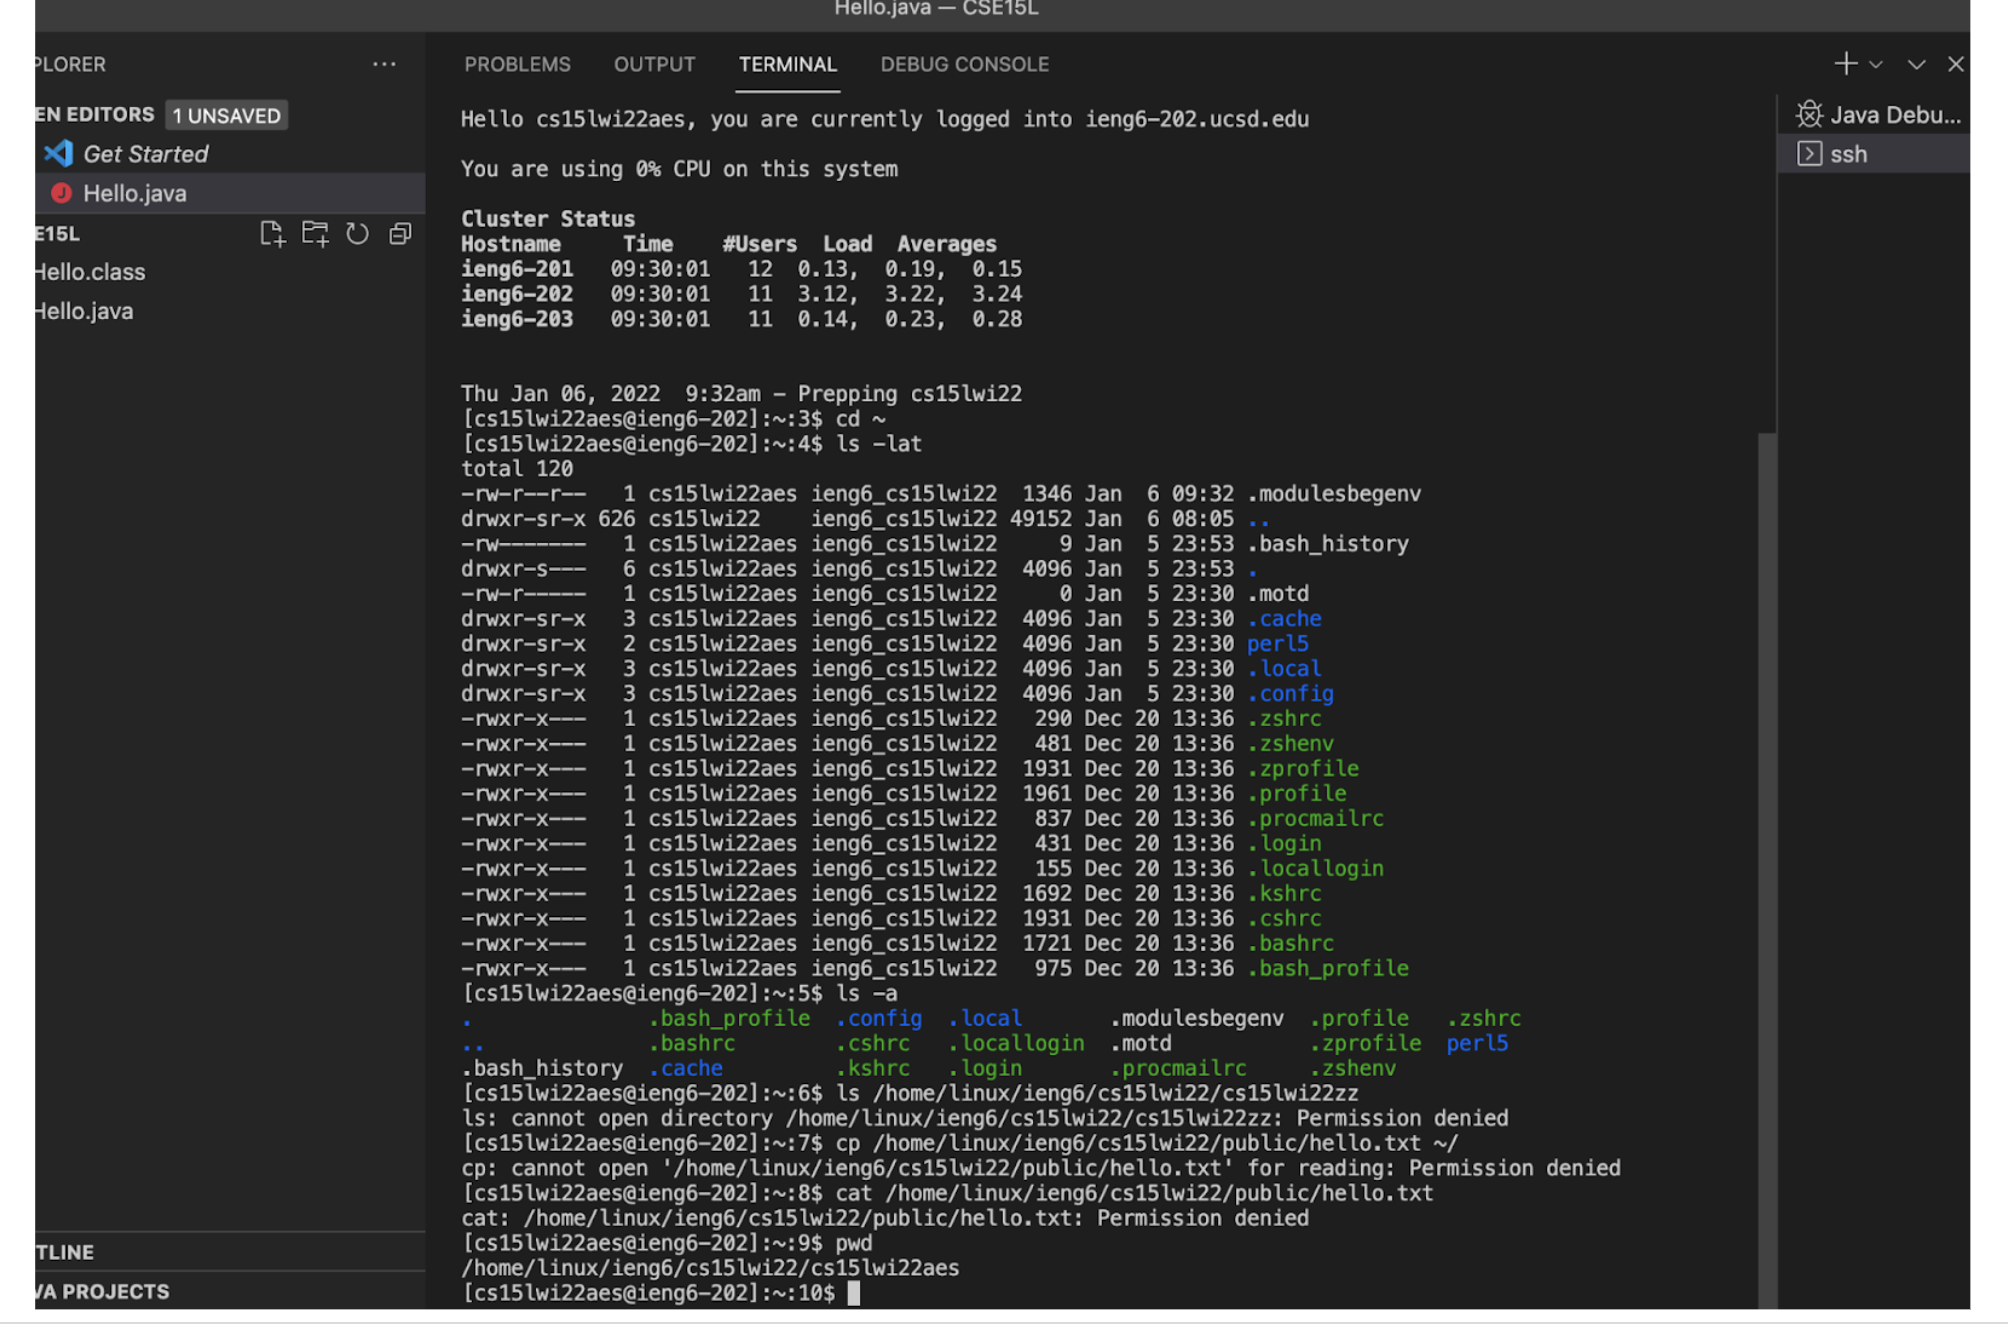 Hello.java — CSE15L
PLORER ...
EN EDITORS 1 UNSAVED
Get Started
Hello.java
E15L
Hello.class
Hello.java
TLINE
VA PROJECTS
PROBLEMS OUTPUT TERMINAL DEBUG CONSOLE
Hello cs15lwi22aes, you are currently logged into ieng6-202.ucsd.edu
You are using 0% CPU on this system
Cluster Status
Hostname Time #Users Load Averages
ieng6-201 09:30:01 12 0.13, 0.19, 0.15
ieng6-202 09:30:01 11 3.12, 3.22, 3.24
ieng6-203 09:30:01 11 0.14, 0.23, 0.28
Thu Jan 06, 2022 9:32am - Prepping cs15lwi22
[cs15lwi22aes@ieng6-202]:~:3$ cd ~
[cs15lwi22aes@ieng6-202]:~:4$ ls -lat
total 120
-rw-r--r-- 1 cs15lwi22aes ieng6_cs15lwi22 1346 Jan 6 09:32 .modulesbegenv
drwxr-sr-x 626 cs15lwi22 ieng6_cs15lwi22 49152 Jan 6 08:05 ..
-rw------- 1 cs15lwi22aes ieng6_cs15lwi22 9 Jan 5 23:53 .bash_history
drwxr-s--- 6 cs15lwi22aes ieng6_cs15lwi22 4096 Jan 5 23:53 .
-rw-r----- 1 cs15lwi22aes ieng6_cs15lwi22 0 Jan 5 23:30 .motd
drwxr-sr-x 3 cs15lwi22aes ieng6_cs15lwi22 4096 Jan 5 23:30 .cache
drwxr-sr-x 2 cs15lwi22aes ieng6_cs15lwi22 4096 Jan 5 23:30 perl5
drwxr-sr-x 3 cs15lwi22aes ieng6_cs15lwi22 4096 Jan 5 23:30 .local
drwxr-sr-x 3 cs15lwi22aes ieng6_cs15lwi22 4096 Jan 5 23:30 .config
-rwxr-x--- 1 cs15lwi22aes ieng6_cs15lwi22 290 Dec 20 13:36 .zshrc
-rwxr-x--- 1 cs15lwi22aes ieng6_cs15lwi22 481 Dec 20 13:36 .zshenv
-rwxr-x--- 1 cs15lwi22aes ieng6_cs15lwi22 1931 Dec 20 13:36 .zprofile
-rwxr-x--- 1 cs15lwi22aes ieng6_cs15lwi22 1961 Dec 20 13:36 .profile
-rwxr-x--- 1 cs15lwi22aes ieng6_cs15lwi22 837 Dec 20 13:36 .procmailrc
-rwxr-x--- 1 cs15lwi22aes ieng6_cs15lwi22 431 Dec 20 13:36 .login
-rwxr-x--- 1 cs15lwi22aes ieng6_cs15lwi22 155 Dec 20 13:36 .locallogin
-rwxr-x--- 1 cs15lwi22aes ieng6_cs15lwi22 1692 Dec 20 13:36 .kshrc
-rwxr-x--- 1 cs15lwi22aes ieng6_cs15lwi22 1931 Dec 20 13:36 .cshrc
-rwxr-x--- 1 cs15lwi22aes ieng6_cs15lwi22 1721 Dec 20 13:36 .bashrc
-rwxr-x--- 1 cs15lwi22aes ieng6_cs15lwi22 975 Dec 20 13:36 .bash_profile
[cs15lwi22aes@ieng6-202]:~:5$ ls -a
. .bash_profile .config .local .modulesbegenv .profile .zshrc
.. .bashrc .cshrc .locallogin .motd .zprofile perl5
.bash_history .cache .kshrc .login .procmailrc .zshenv
[cs15lwi22aes@ieng6-202]:~:6$ ls /home/linux/ieng6/cs15lwi22/cs15lwi22zz
ls: cannot open directory /home/linux/ieng6/cs15lwi22/cs15lwi22zz: Permission denied
[cs15lwi22aes@ieng6-202]:~:7$ cp /home/linux/ieng6/cs15lwi22/public/hello.txt ~/
cp: cannot open '/home/linux/ieng6/cs15lwi22/public/hello.txt' for reading: Permission denied
[cs15lwi22aes@ieng6-202]:~:8$ cat /home/linux/ieng6/cs15lwi22/public/hello.txt
cat: /home/linux/ieng6/cs15lwi22/public/hello.txt: Permission denied
[cs15lwi22aes@ieng6-202]:~:9$ pwd
/home/linux/ieng6/cs15lwi22/cs15lwi22aes
[cs15lwi22aes@ieng6-202]:~:10$
Java Debu...
ssh